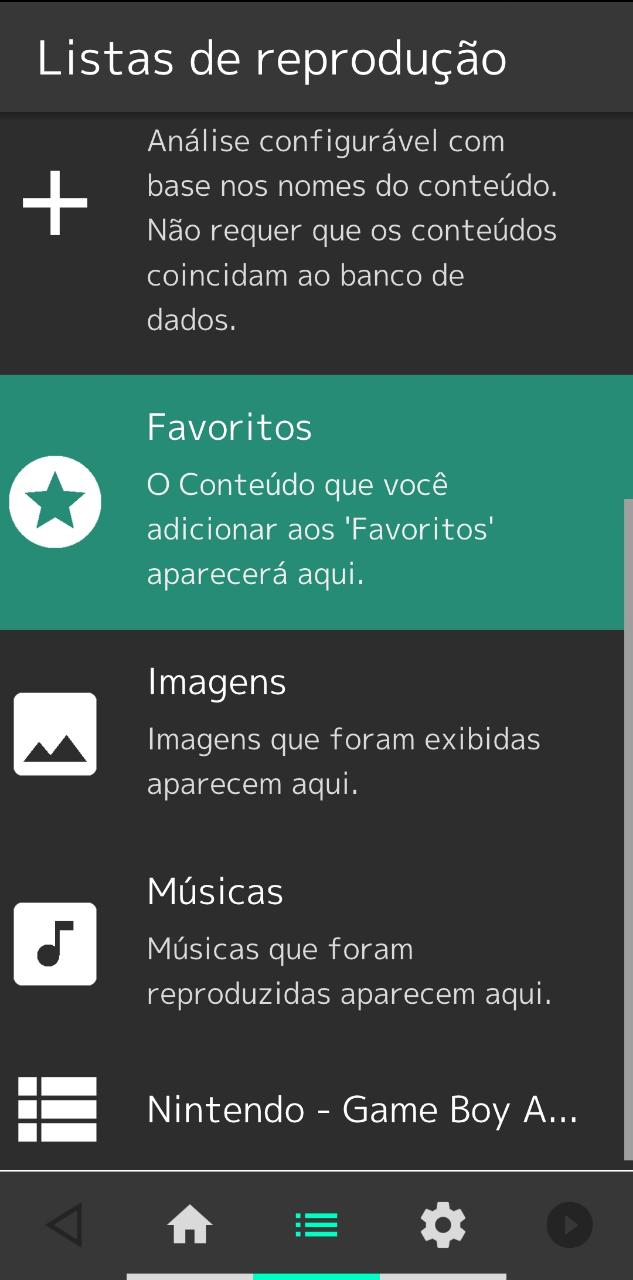 Listas de reprodução
Análise configurável com
base nos nomes do conteúdo.
Não requer que os conteúdos
coincidam ao banco de
dados.
Favoritos
O Conteúdo que você
adicionar aos 'Favoritos'
aparecerá aqui.
Imagens
Imagens que foram exibidas
aparecem aqui.
Músicas
Músicas que foram
reproduzidas aparecem aqui.
Nintendo - Game Boy A...